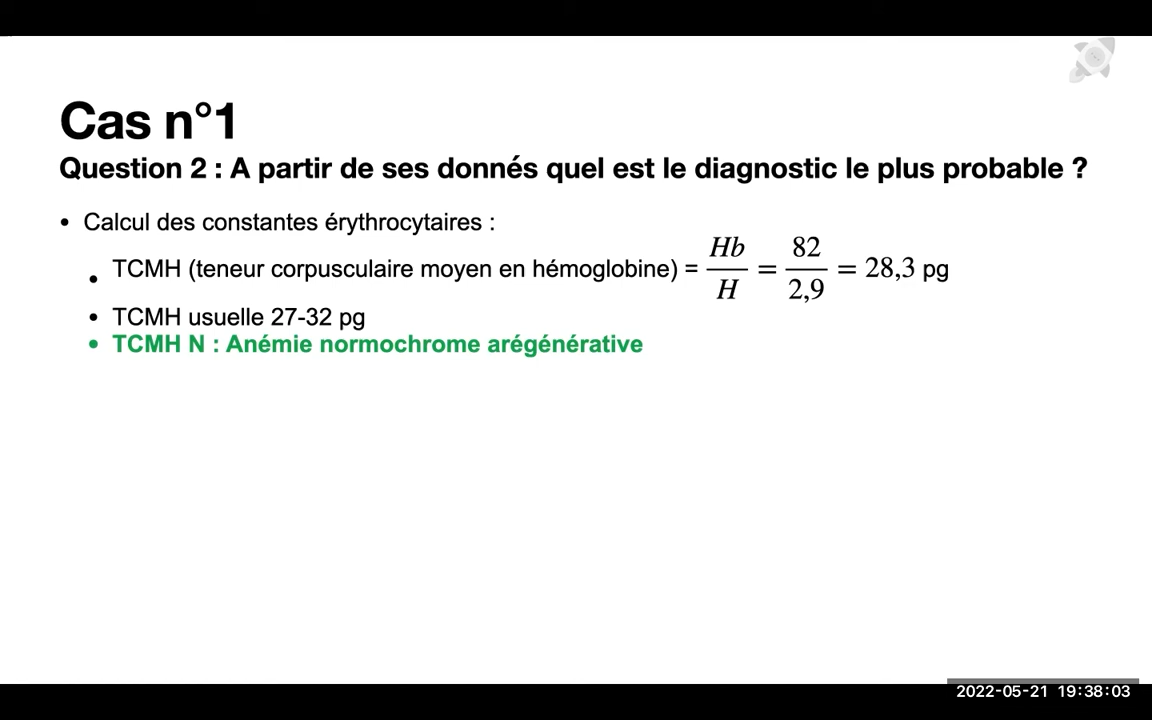 Cas n°1
Question 2 : A partir de ses donnés quel est le diagnostic le plus probable ?
• Calcul des constantes érythrocytaires :
• TCMH (teneur corpusculaire moyen en hémoglobine) = Hb/H = 82/2,9 = 28,3 pg
• TCMH usuelle 27-32 pg
• TCMH N : Anémie normochrome arégénérative
2022-05-21 19:38:03